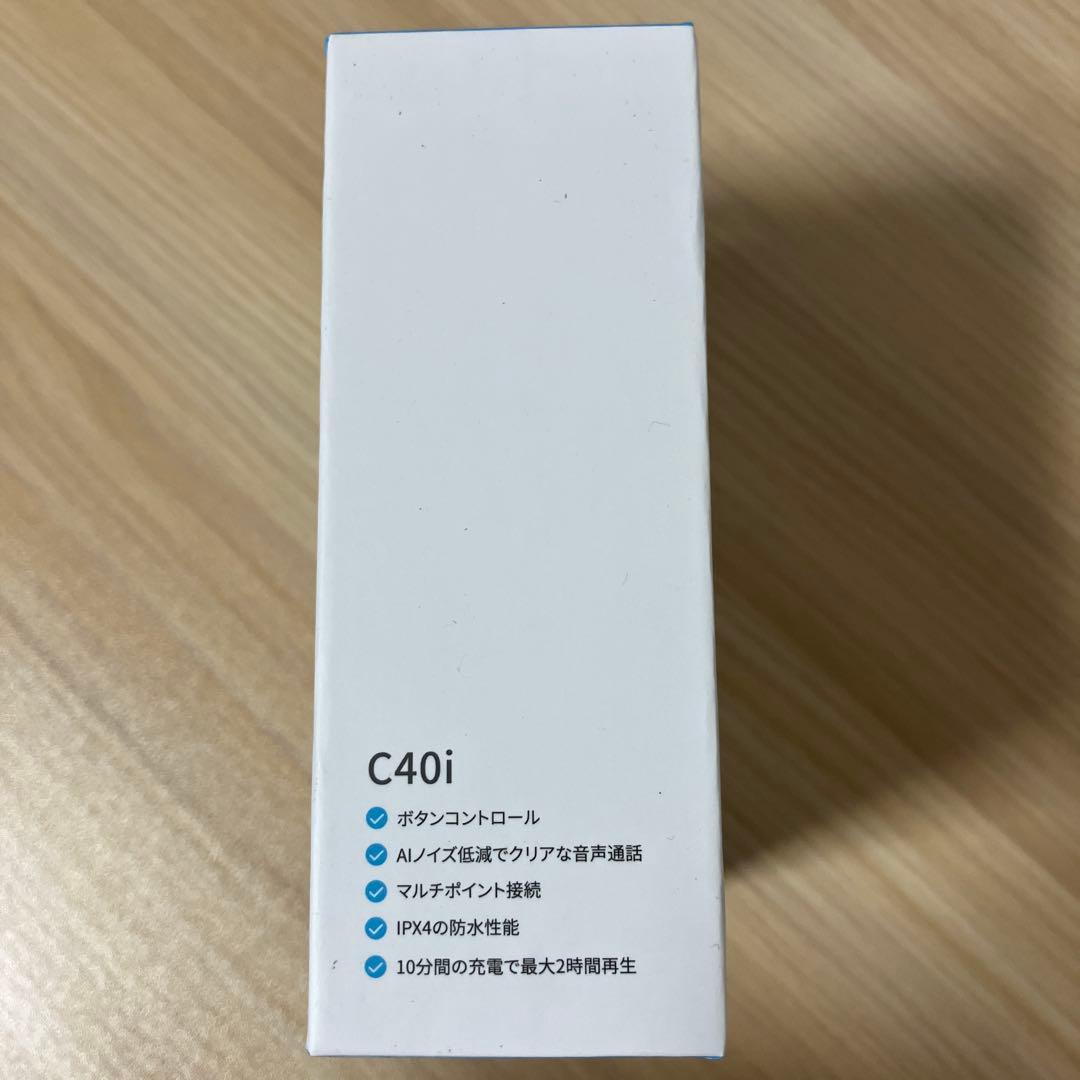 C40i
ボタンコントロール
AIノイズ低減でクリアな音声通話
マルチポイント接続
IPX4の防水性能
10分間の充電で最大2時間再生